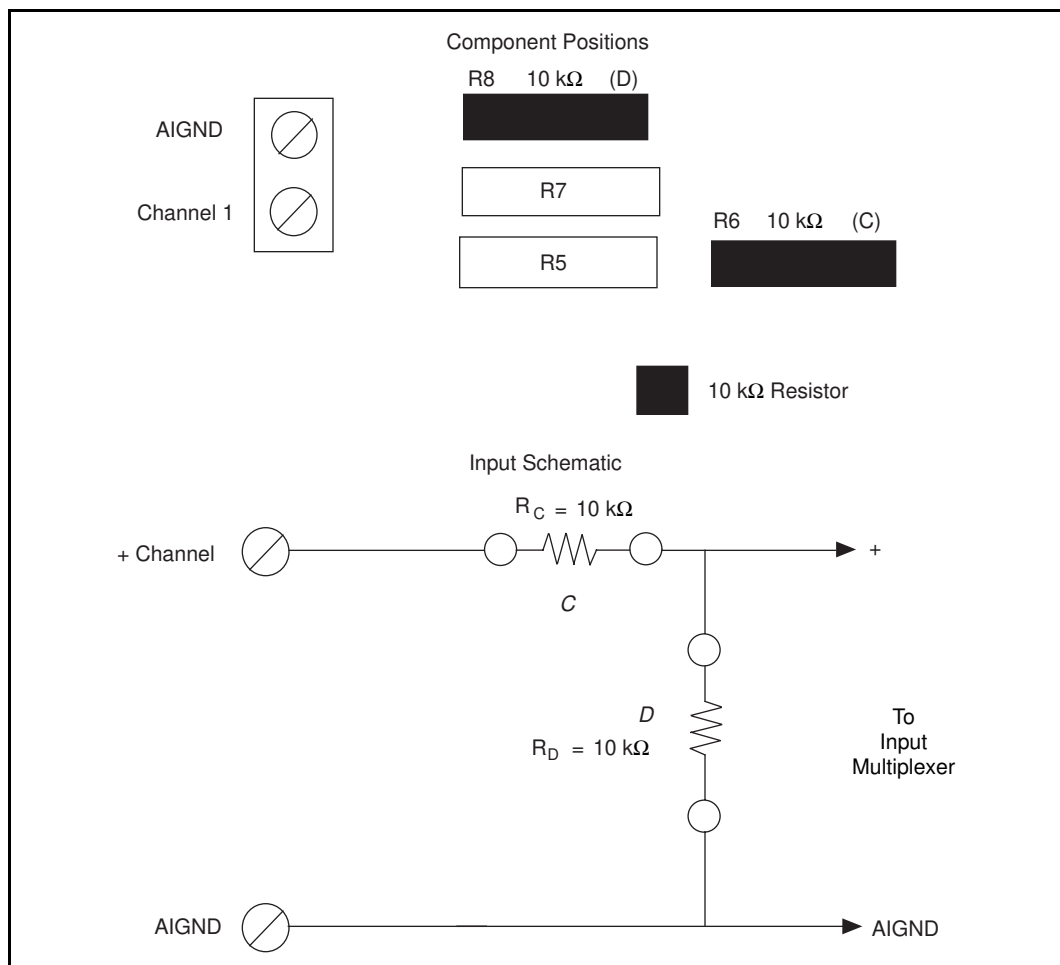 Component Positions
R8 10 kΩ (D)
AIGND
R7
Channel 1
R6 10 kΩ (C)
R5
10 kΩ Resistor
Input Schematic
R C = 10 kΩ
+ Channel
+
C
D
R D = 10 kΩ
To
Input
Multiplexer
AIGND
AIGND